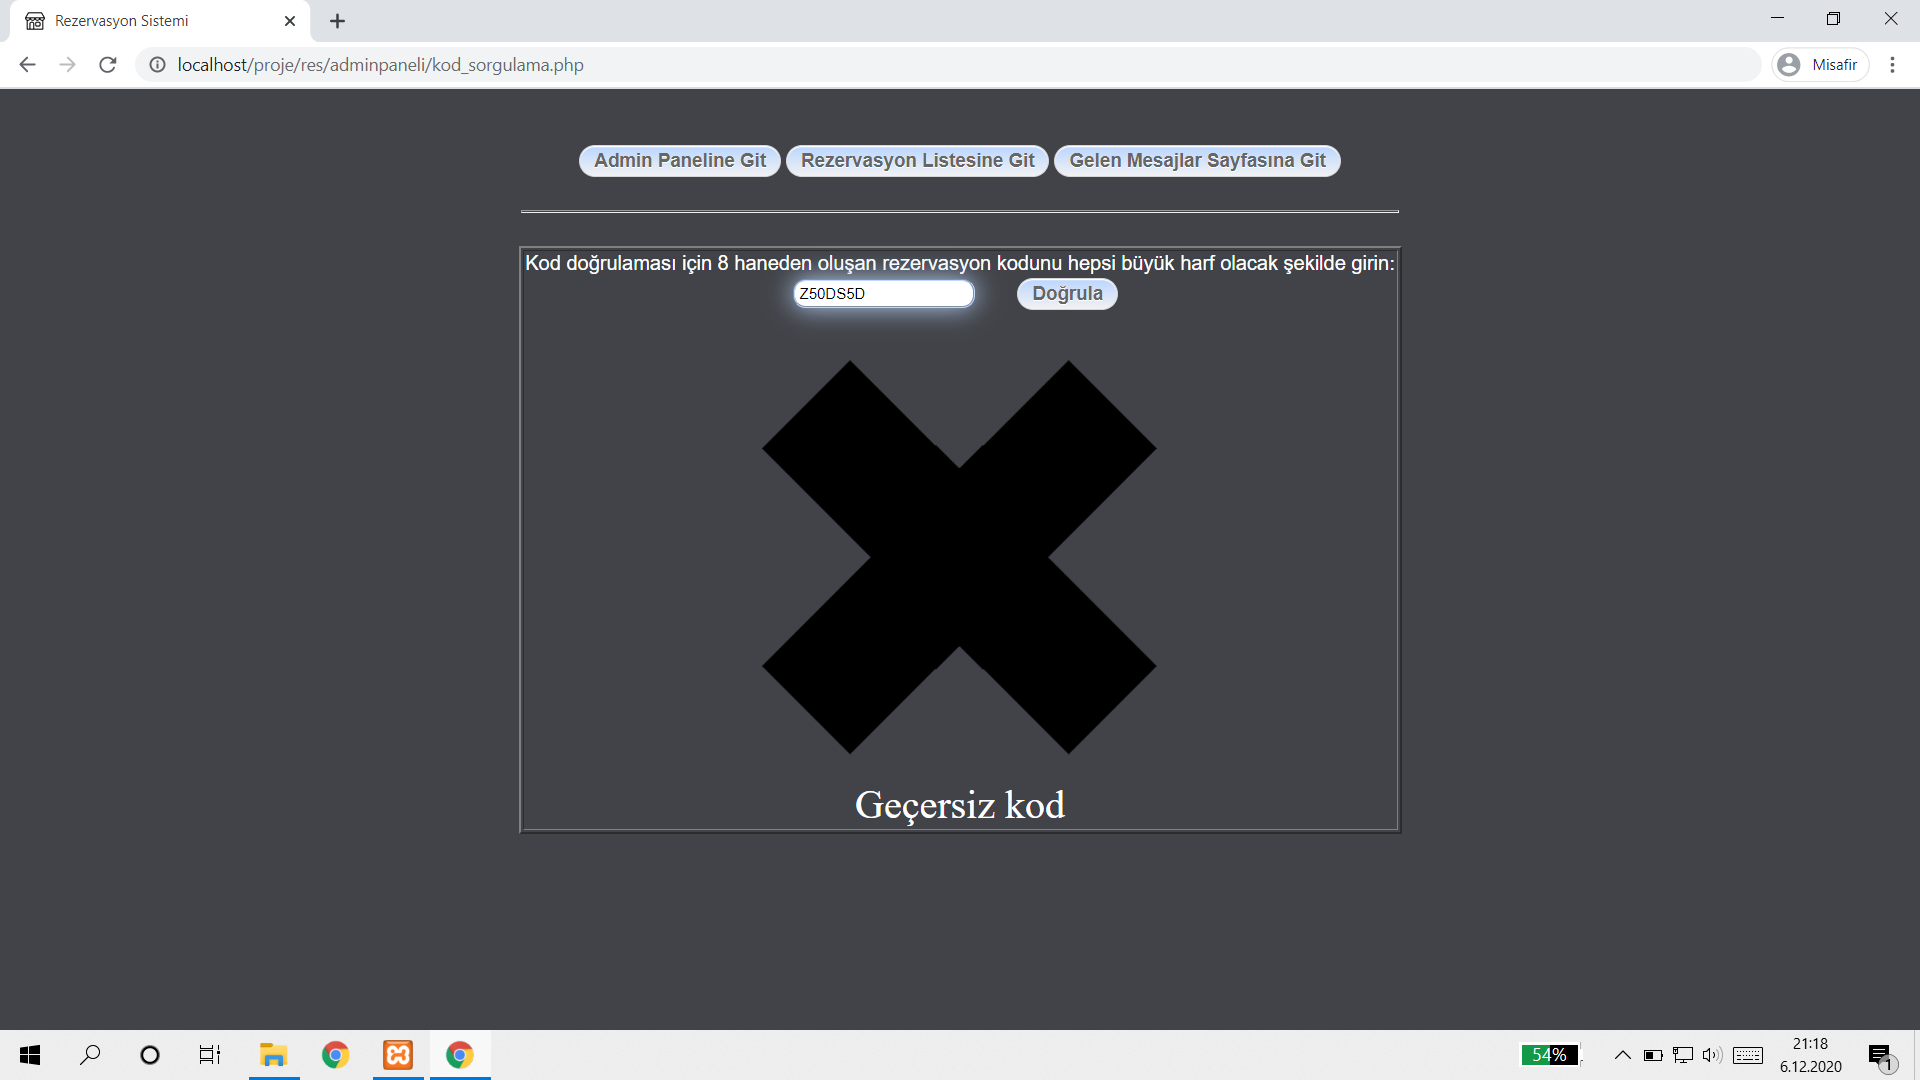 Rezervasyon Sistemi
localhost/proje/res/adminpaneli/kod_sorgulama.php
Misafir
Admin Paneline Git Rezervasyon Listesine Git Gelen Mesajlar Sayfasına Git
Kod doğrulaması için 8 haneden oluşan rezervasyon kodunu hepsi büyük harf olacak şekilde girin:
Z50DS5D Doğrula
Geçersiz kod
54%
21:18
6.12.2020
1